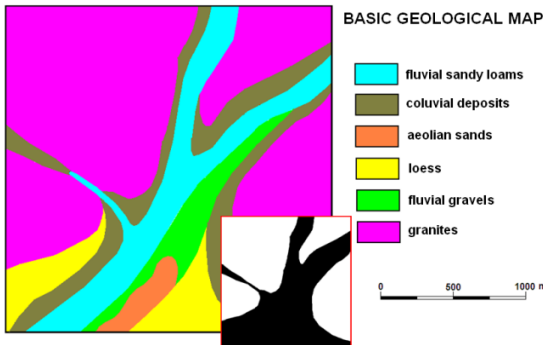 BASIC GEOLOGICAL MAP
fluvial sandy loams
coluvial deposits
aeolian sands
loess
fluvial gravels
granites
0 500 1000 m